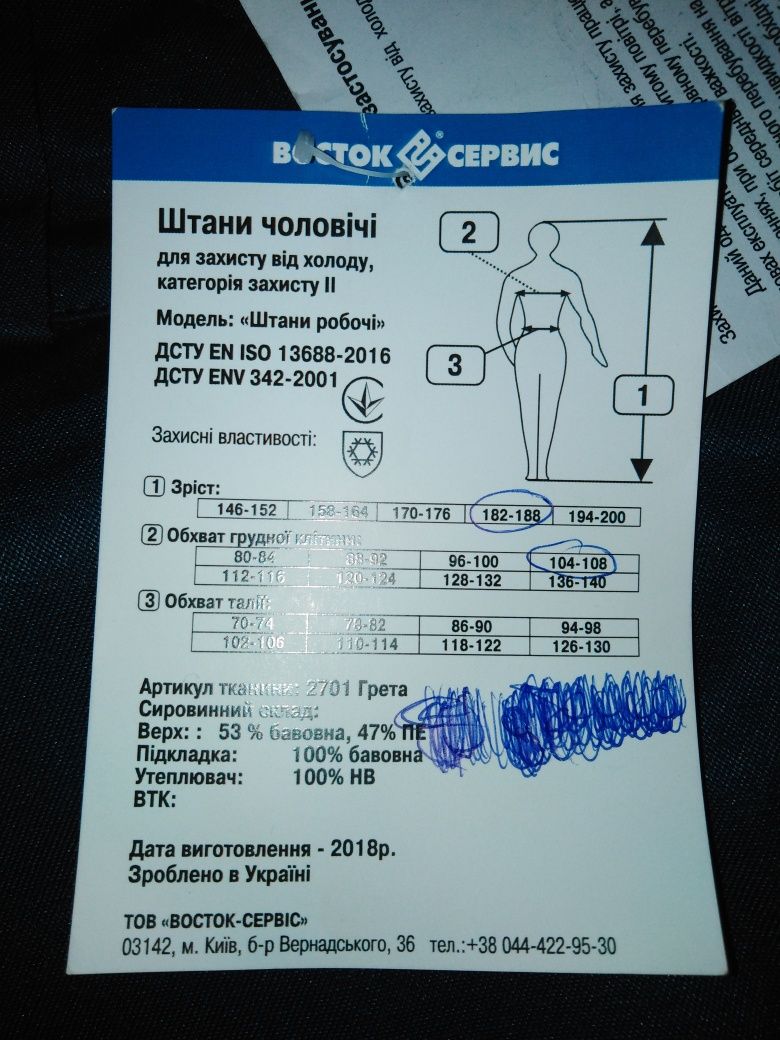 застосуванн
захисту від холод
ВОСТОК СЕРВИС
Штани чоловічі
для захисту від холоду,
категорія захисту II
Модель: «Штани робочі»
ДСТУ EN ISO 13688-2016
ДСТУ ENV 342-2001
Захисні властивості:
2
3
1
1 Зріст:
146-152 158-164 170-176 182-188 194-200
2 Обхват грудної клітини:
80-84 88-92 96-100 104-108
112-116 120-124 128-132 136-140
3 Обхват талії:
70-74 78-82 86-90 94-98
102-106 110-114 118-122 126-130
Артикул тканини: 2701 Грета
Сировинний склад:
Верх: : 53 % бавовна, 47% ПЕ
Підкладка: 100% бавовна
Утеплювач: 100% НВ
ВТК:
Дата виготовлення - 2018р.
Зроблено в Україні
ТОВ «ВОСТОК-СЕРВІС»
03142, м. Київ, б-р Вернадського, 36 тел.:+38 044-422-95-30